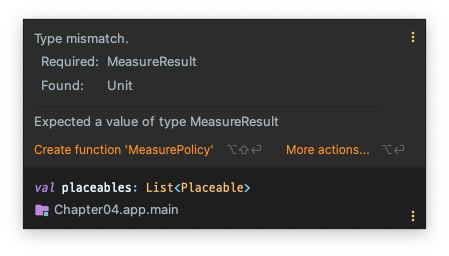 Type mismatch.
Required: MeasureResult
Found: Unit
Expected a value of type MeasureResult
Create function 'MeasurePolicy' ⌥⇧⏎ More actions... ⌥⏎
val placeables: List<Placeable>
Chapter04.app.main